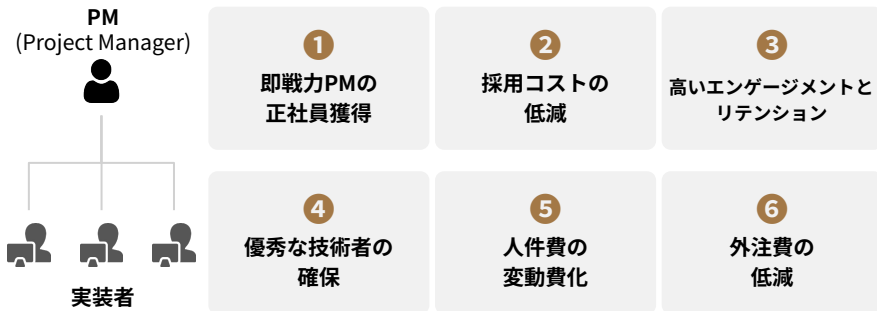 PM
(Project Manager)
実装者
1
即戦力PMの
正社員獲得
2
採用コストの
低減
3
高いエンゲージメントと
リテンション
4
優秀な技術者の
確保
5
人件費の
変動費化
6
外注費の
低減